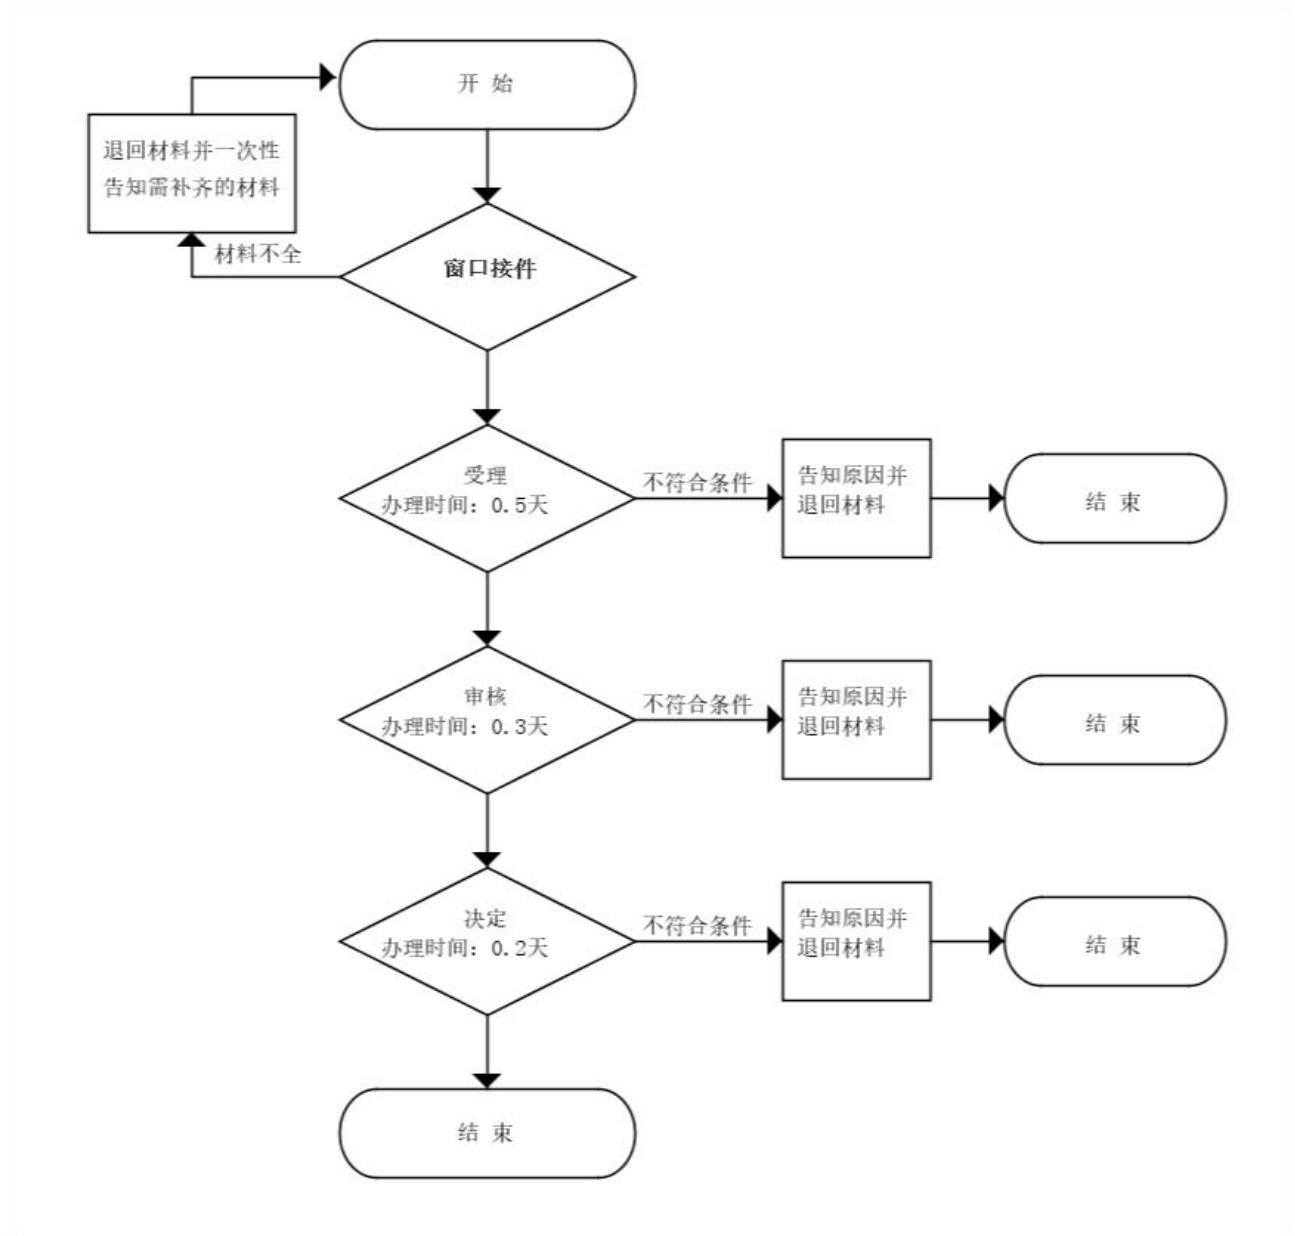 开 始
退回材料并一次性
告知需补齐的材料
材料不全
窗口接件
受理
办理时间：0.5天
不符合条件
告知原因并
退回材料
结 束
审核
办理时间：0.3天
不符合条件
告知原因并
退回材料
结 束
决定
办理时间：0.2天
不符合条件
告知原因并
退回材料
结 束
结 束